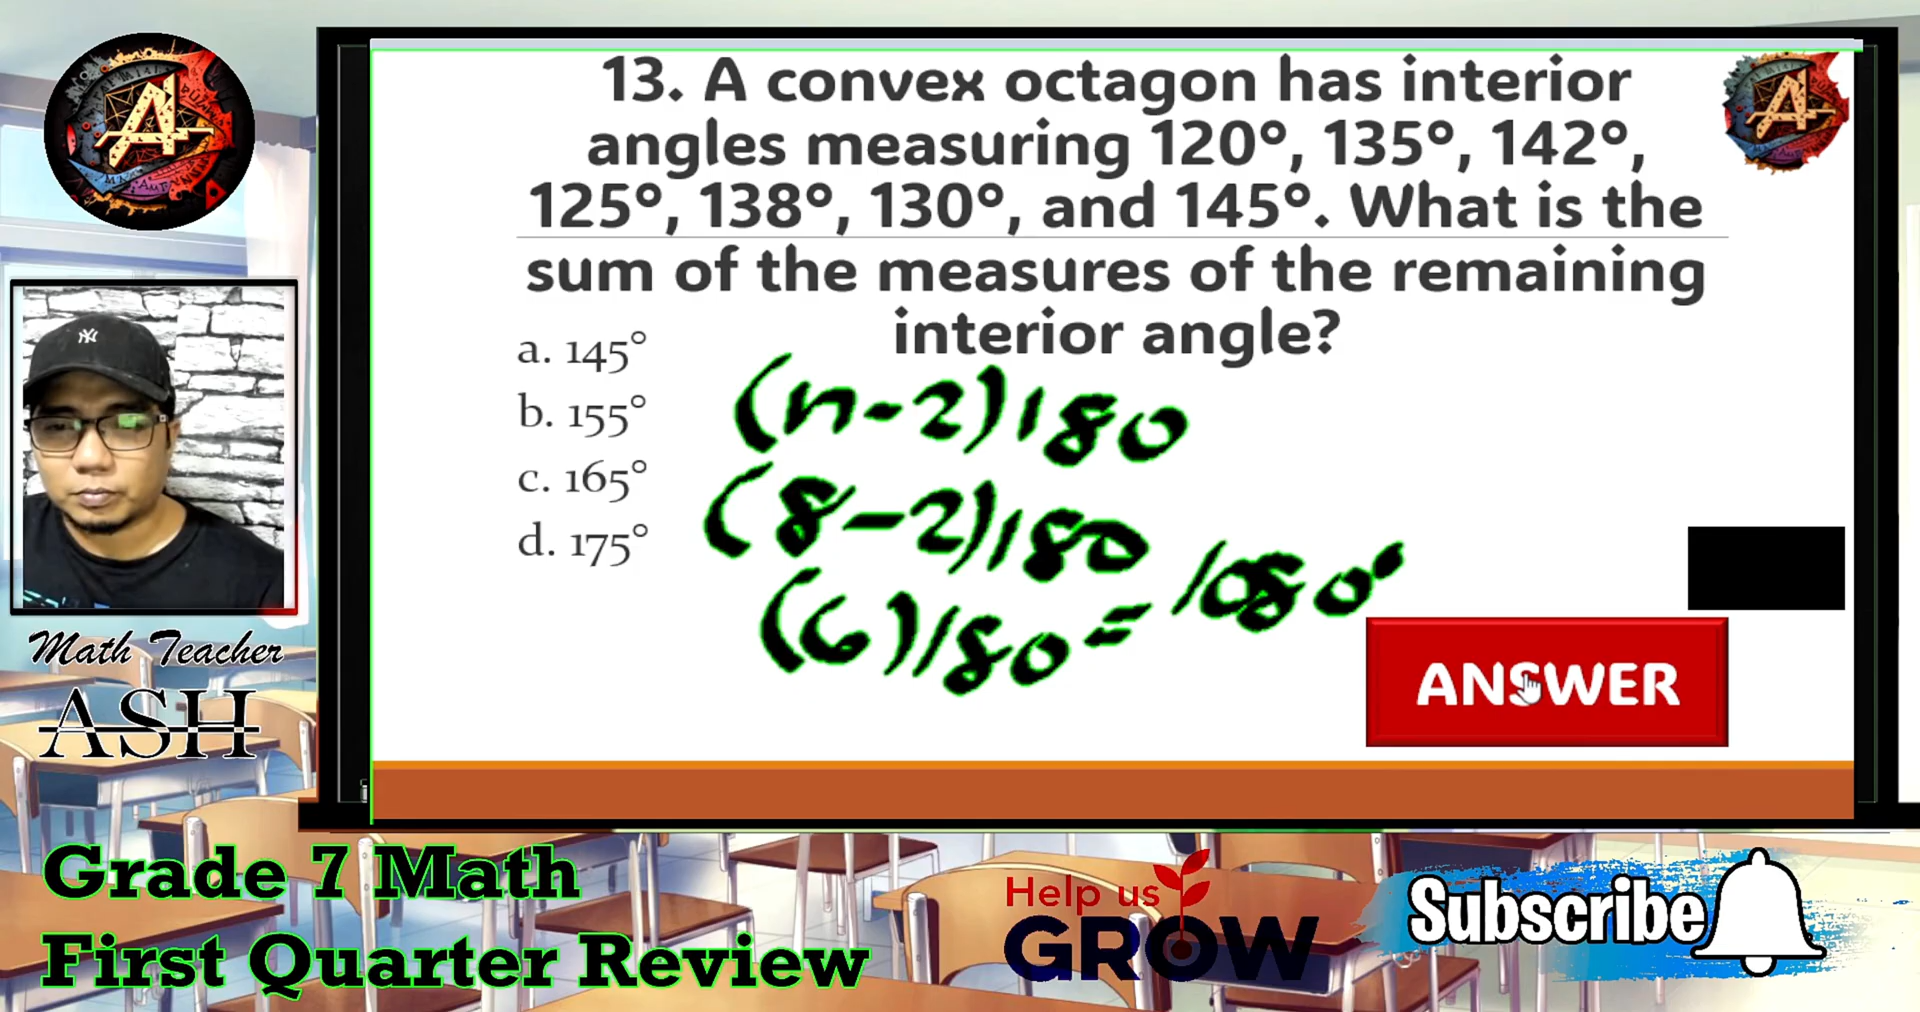 13. A convex octagon has interior
angles measuring 120°, 135°, 142°,
125°, 138°, 130°, and 145°. What is the
sum of the measures of the remaining
interior angle?
a. 145°
b. 155°
c. 165°
d. 175°
(n-2)180
(8-2)180
(6)180= 1080°
ANSWER
Math Teacher
ASH
Grade 7 Math
First Quarter Review
Help us
GROW
Subscribe